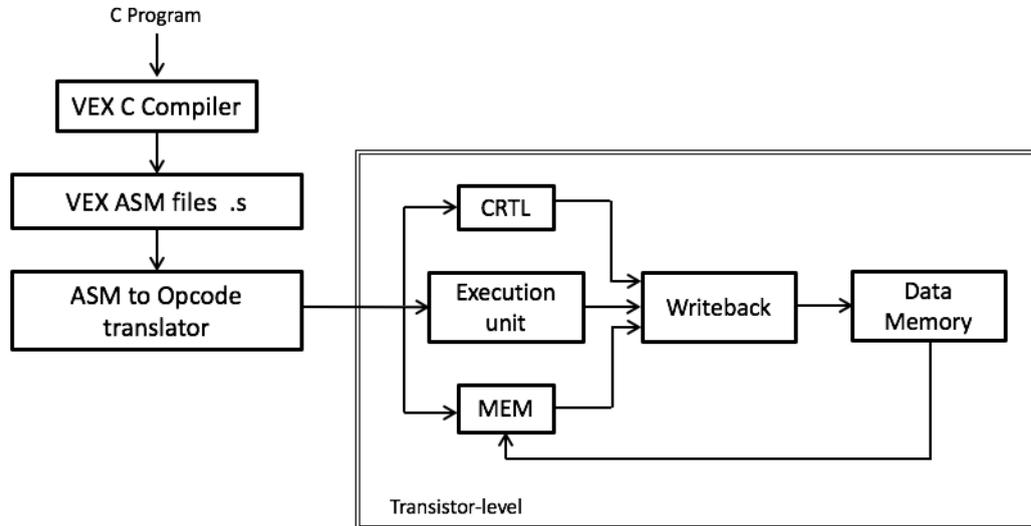 C Program
VEX C Compiler
VEX ASM files .s
ASM to Opcode
translator
CRTL
Execution
unit
MEM
Writeback
Data
Memory
Transistor-level